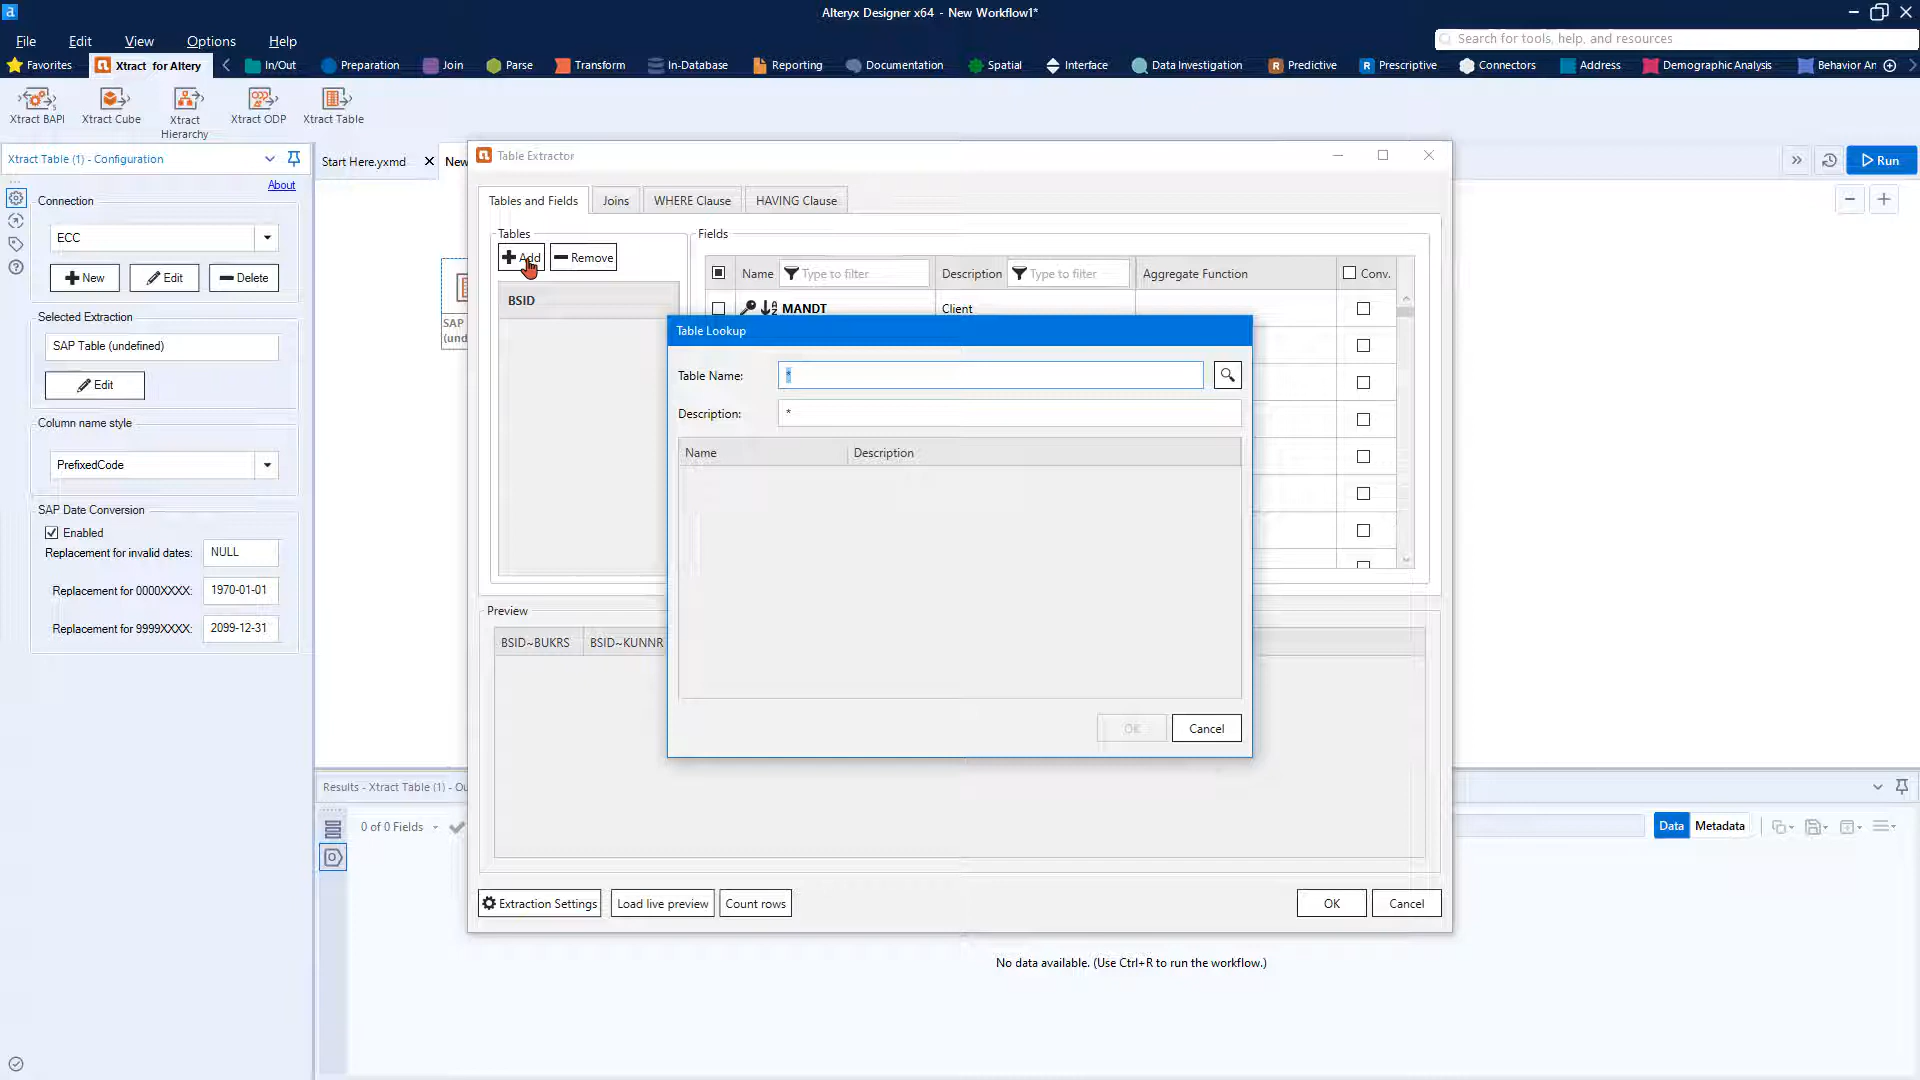 Alteryx Designer x64 - New Workflow1*
File Edit View Options Help
Search for tools, help, and resources
Favorites Xtract for Altery In/Out Preparation Join Parse Transform In-Database Reporting Documentation Spatial Interface Data Investigation Predictive Prescriptive Connectors Address Demographic Analysis Behavior An
Xtract BAPI Xtract Cube Xtract Hierarchy Xtract ODP Xtract Table
Xtract Table (1) - Configuration
Start Here.yxmd
New
Run
About
Connection
ECC
New Edit Delete
Selected Extraction
SAP Table (undefined)
Edit
Column name style
PrefixedCode
SAP Date Conversion
Enabled
Replacement for invalid dates: NULL
Replacement for 0000XXXX: 1970-01-01
Replacement for 9999XXXX: 2099-12-31
SAP
(und
Table Extractor
Tables and Fields Joins WHERE Clause HAVING Clause
Tables
Add Remove
BSID
Fields
Name Type to filter Description Type to filter Aggregate Function Conv.
MANDT Client
Table Lookup
Table Name: *
Description: *
Name Description
OK Cancel
Preview
BSID~BUKRS BSID~KUNNR
Extraction Settings Load live preview Count rows OK Cancel
Results - Xtract Table (1) - Ou
0 of 0 Fields
Data Metadata
No data available. (Use Ctrl+R to run the workflow.)